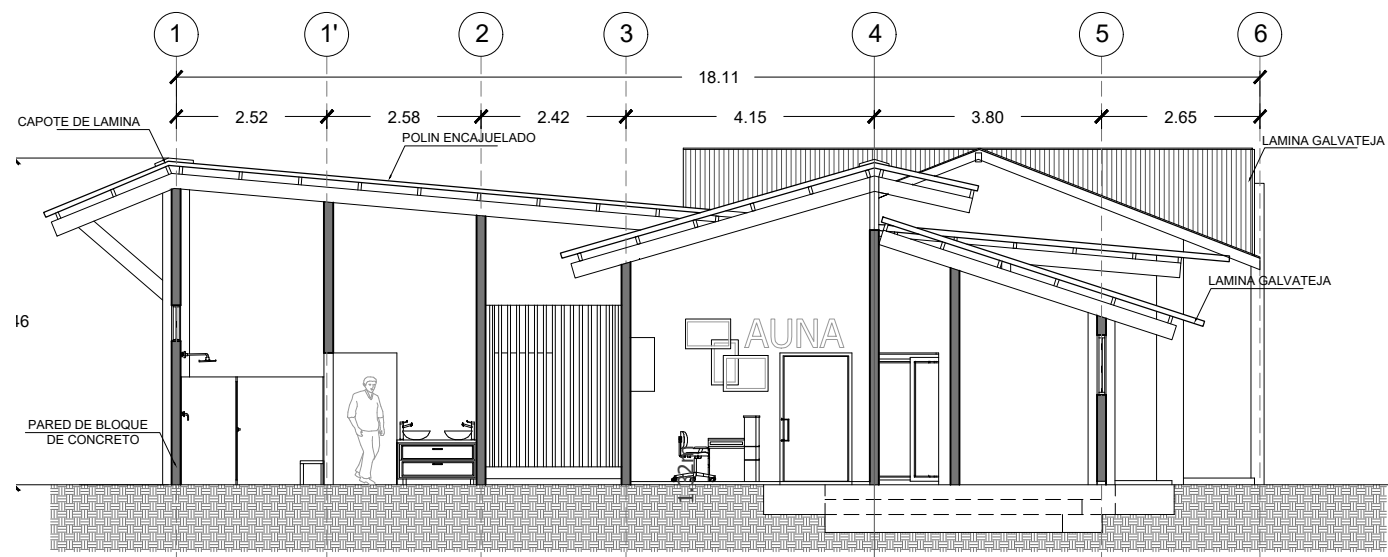 1 1' 2 3 4 5 6
18.11
2.52 2.58 2.42 4.15 3.80 2.65
CAPOTE DE LAMINA
POLIN ENCAJUELADO
LAMINA GALVATEJA
LAMINA GALVATEJA
46
AUNA
PARED DE BLOQUE
DE CONCRETO